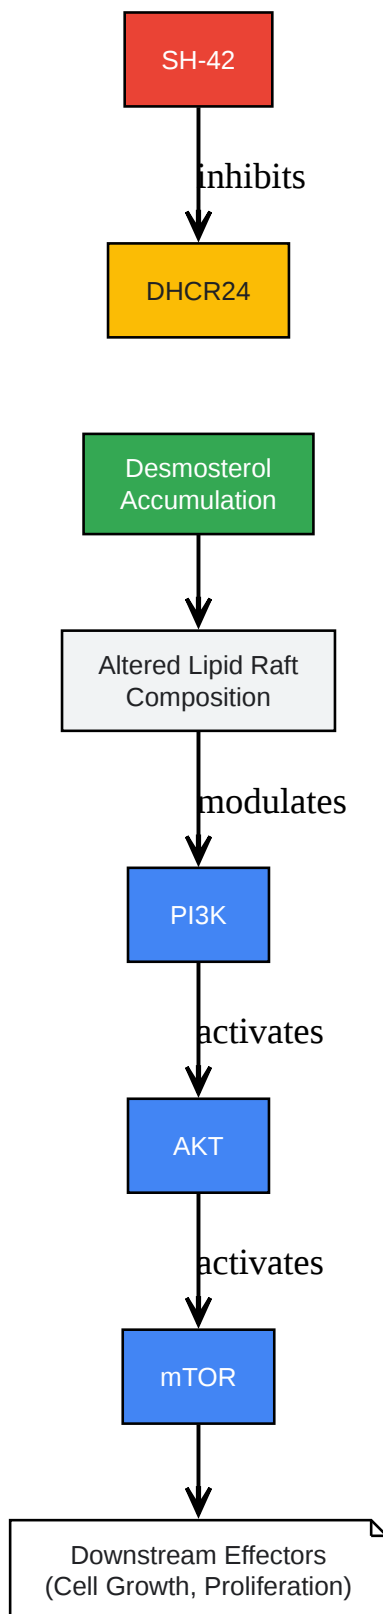 SH-42
inhibits
DHCR24
Desmosterol
Accumulation
Altered Lipid Raft
Composition
modulates
PI3K
activates
AKT
activates
mTOR
Downstream Effectors
(Cell Growth, Proliferation)